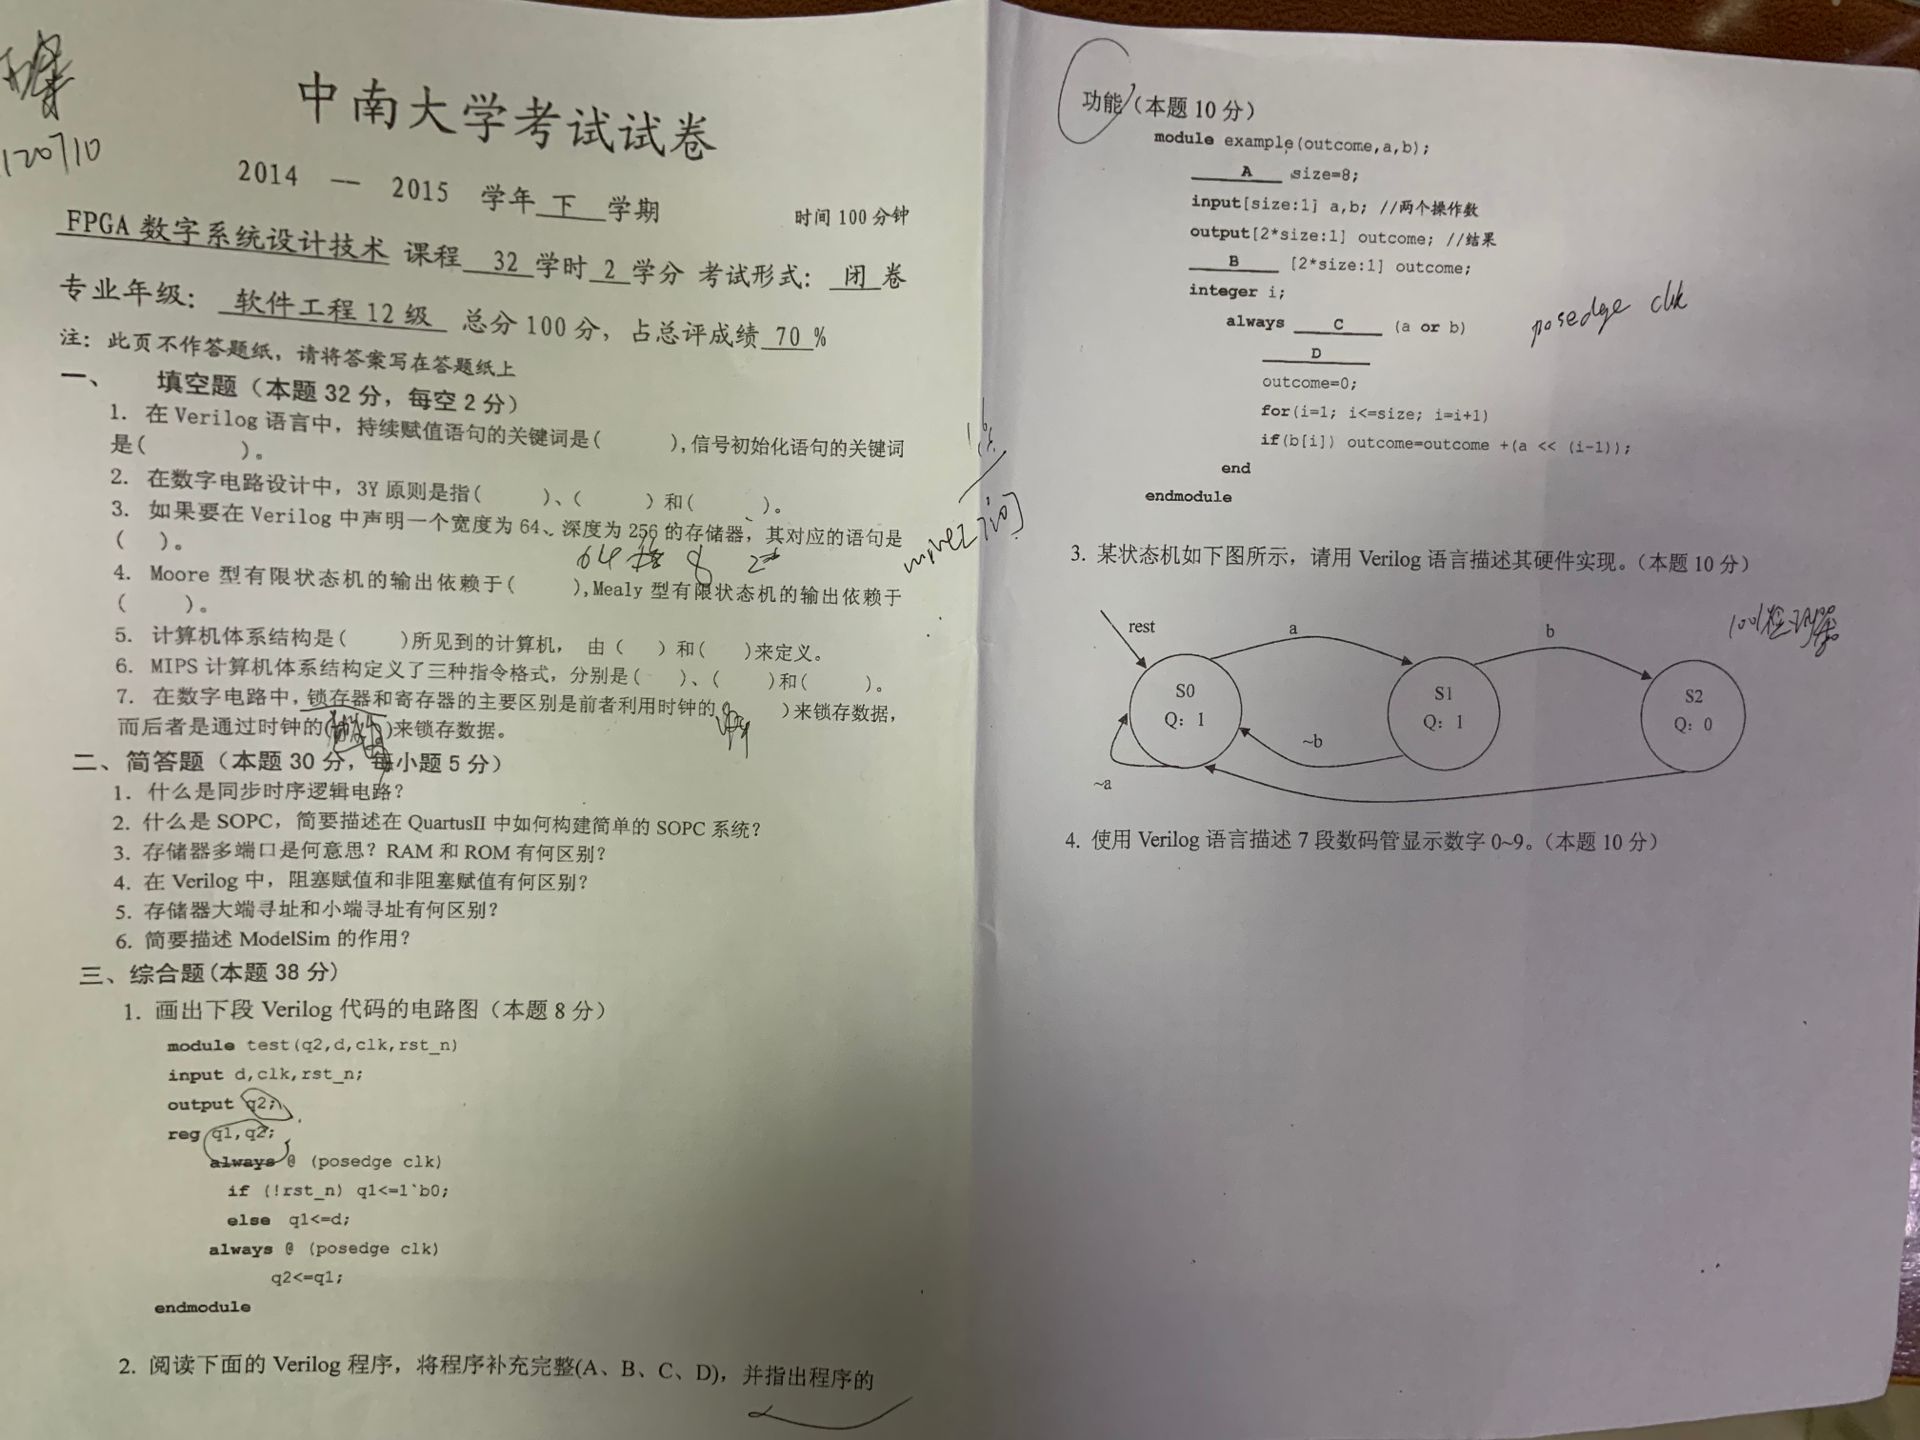 120710
中南大学考试试卷
2014 — 2015 学年 下 学期 时间 100 分钟
FPGA 数字系统设计技术 课程 32 学时 2 学分 考试形式： 闭 卷
专业年级： 软件工程 12 级 总分 100 分，占总评成绩 70 %
注：此页不作答题纸，请将答案写在答题纸上
一、 填空题（本题 32 分，每空 2 分）
1. 在 Verilog 语言中，持续赋值语句的关键词是( ),信号初始化语句的关键词
是( )。
2. 在数字电路设计中，3Y 原则是指( )、( )和( )。
3. 如果要在 Verilog 中声明一个宽度为 64、深度为 256 的存储器，其对应的语句是
( )。
64 8
4. Moore 型有限状态机的输出依赖于( ),Mealy 型有限状态机的输出依赖于
( )。
5. 计算机体系结构是( )所见到的计算机， 由( )和( )来定义。
6. MIPS 计算机体系结构定义了三种指令格式，分别是( )、( )和( )。
7. 在数字电路中，锁存器和寄存器的主要区别是前者利用时钟的( )来锁存数据，
而后者是通过时钟的( )来锁存数据。
二、简答题（本题 30 分，每小题 5 分）
1. 什么是同步时序逻辑电路？
2. 什么是 SOPC，简要描述在 QuartusII 中如何构建简单的 SOPC 系统？
3. 存储器多端口是何意思？RAM 和 ROM 有何区别？
4. 在 Verilog 中，阻塞赋值和非阻塞赋值有何区别？
5. 存储器大端寻址和小端寻址有何区别？
6. 简要描述 ModelSim 的作用？
三、综合题(本题 38 分)
1. 画出下段 Verilog 代码的电路图（本题 8 分）
module test(q2,d,clk,rst_n)
input d,clk,rst_n;
output q2;
reg q1,q2;
always @ (posedge clk)
if (!rst_n) q1<=1`b0;
else q1<=d;
always @ (posedge clk)
q2<=q1;
endmodule
2. 阅读下面的 Verilog 程序，将程序补充完整(A、B、C、D)，并指出程序的
功能（本题 10 分）
module example(outcome,a,b);
A size=8;
input[size:1] a,b; //两个操作数
output[2*size:1] outcome; //结果
B [2*size:1] outcome;
integer i;
always C (a or b)
posedge clk
D
outcome=0;
for(i=1; i<=size; i=i+1)
if(b[i]) outcome=outcome +(a << (i-1));
end
endmodule
3. 某状态机如下图所示，请用 Verilog 语言描述其硬件实现。（本题 10 分）
rest a b
S0 S1 S2
Q: 1 Q: 1 Q: 0
~b
~a
4. 使用 Verilog 语言描述 7 段数码管显示数字 0~9。（本题 10 分）